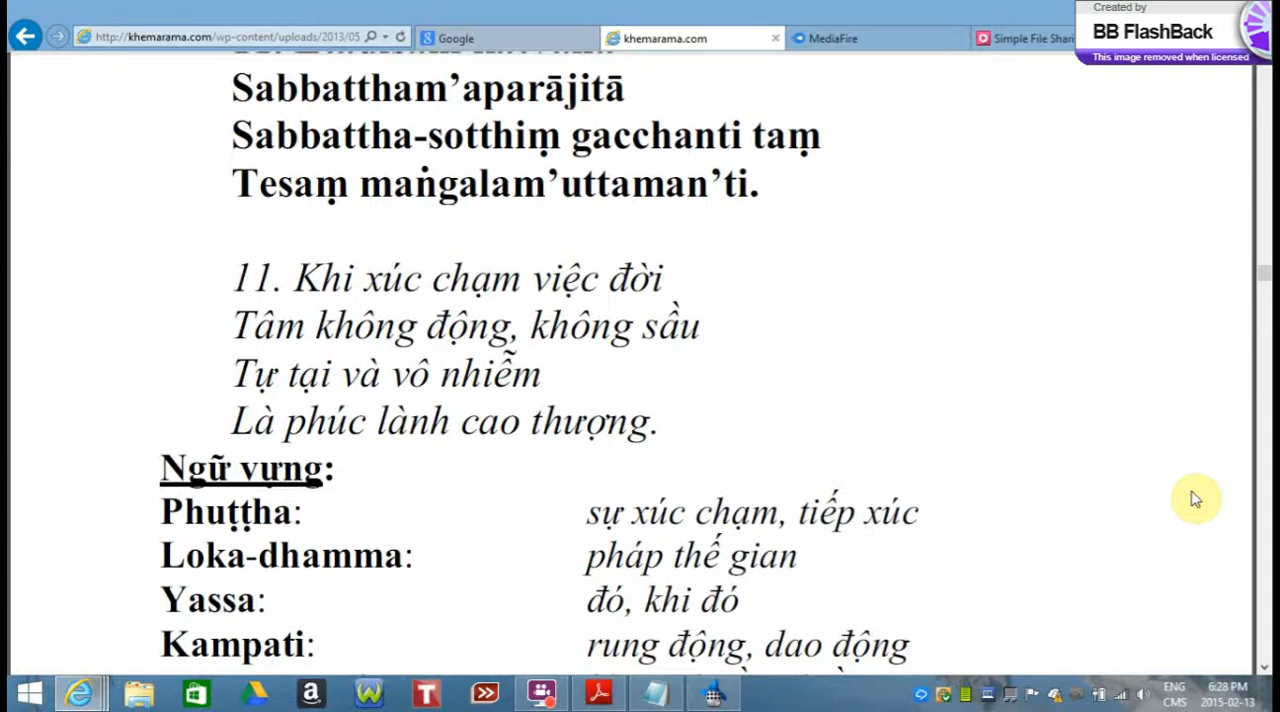 Created by
BB FlashBack
This image removed when licensed
http://khemarama.com/wp-content/uploads/2013/05
Google
khemarama.com
MediaFire
Simple File Shari
Sabbattham’aparājitā
Sabbattha-sotthiṃ gacchanti taṃ
Tesaṃ maṅgalam’uttaman’ti.
11. Khi xúc chạm việc đời
Tâm không động, không sầu
Tự tại và vô nhiễm
Là phúc lành cao thượng.
Ngữ vựng:
Phuṭṭha: sự xúc chạm, tiếp xúc
Loka-dhamma: pháp thế gian
Yassa: đó, khi đó
Kampati: rung động, dao động
ENG 6:28 PM
CMS 2015-02-13